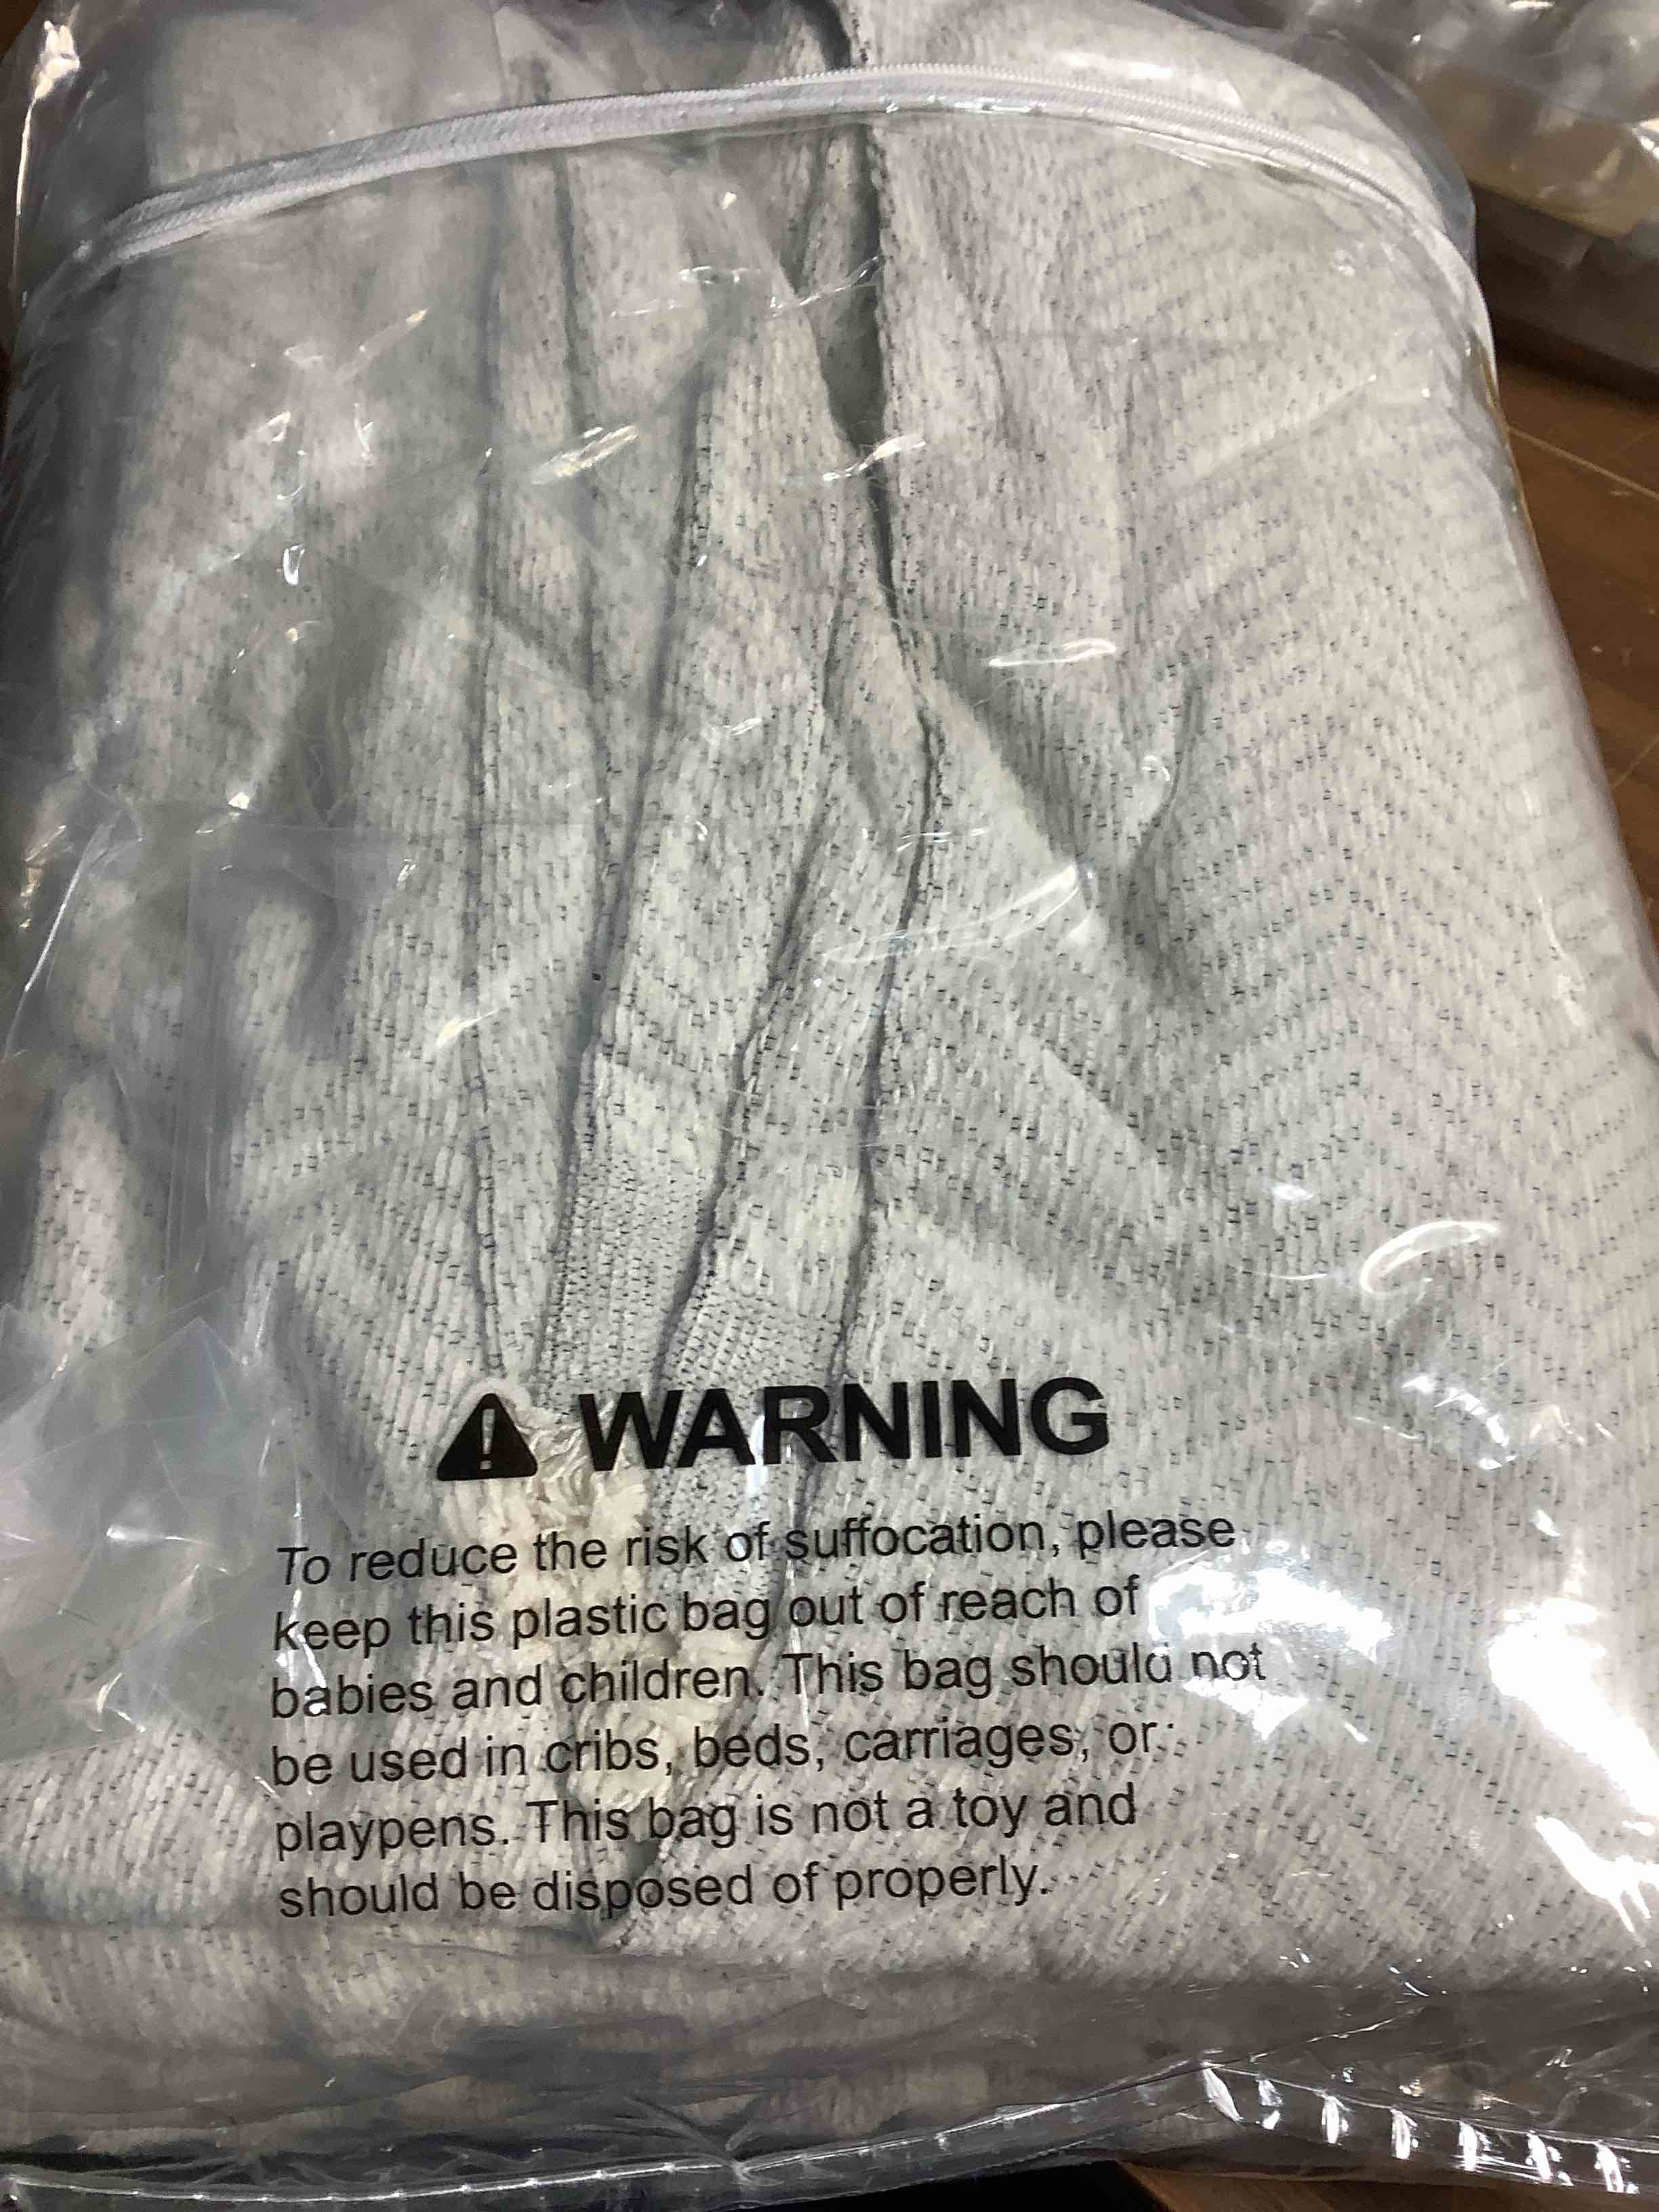 WARNING
To reduce the risk of suffocation, please
keep this plastic bag out of reach of
babies and children. This bag should not
be used in cribs, beds, carriages, or
playpens. This bag is not a toy and
should be disposed of properly.